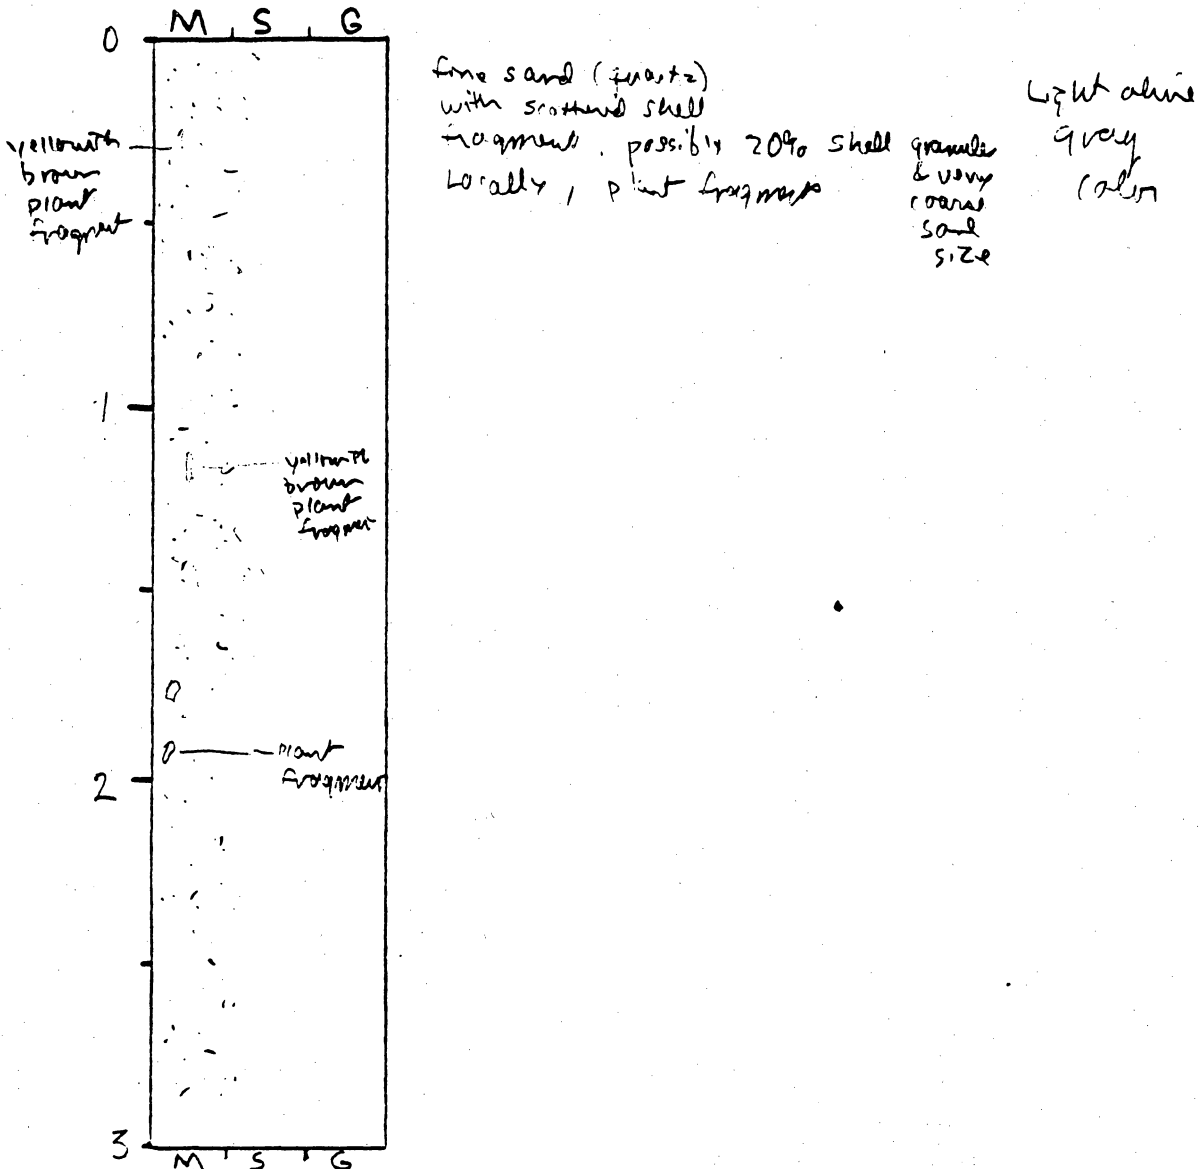 M S G
0
fine sand (quartz)
with scattered shell
fragments, possibly 20% shell granules
& very
coarse
sand
size
Locally, plant fragments
Light olive
gray
color
yellowish
brown
plant
fragment
1
yellowish
brown
plant
fragment
plant
fragment
2
3
M S G